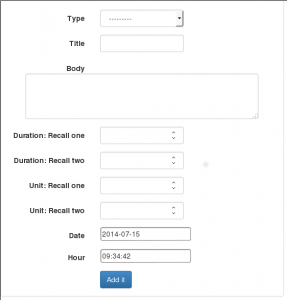 Type ---------
Title
Body
Duration: Recall one
Duration: Recall two
Unit: Recall one
Unit: Recall two
Date 2014-07-15
Hour 09:34:42
Add it